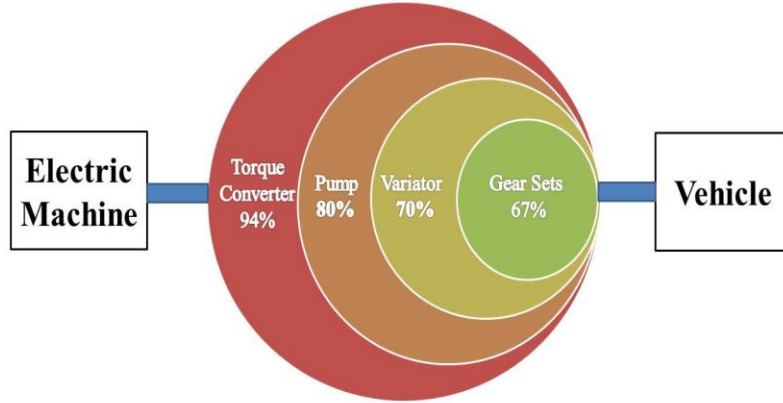 Electric
Machine
Torque
Converter
94%
Pump
80%
Variator
70%
Gear Sets
67%
Vehicle